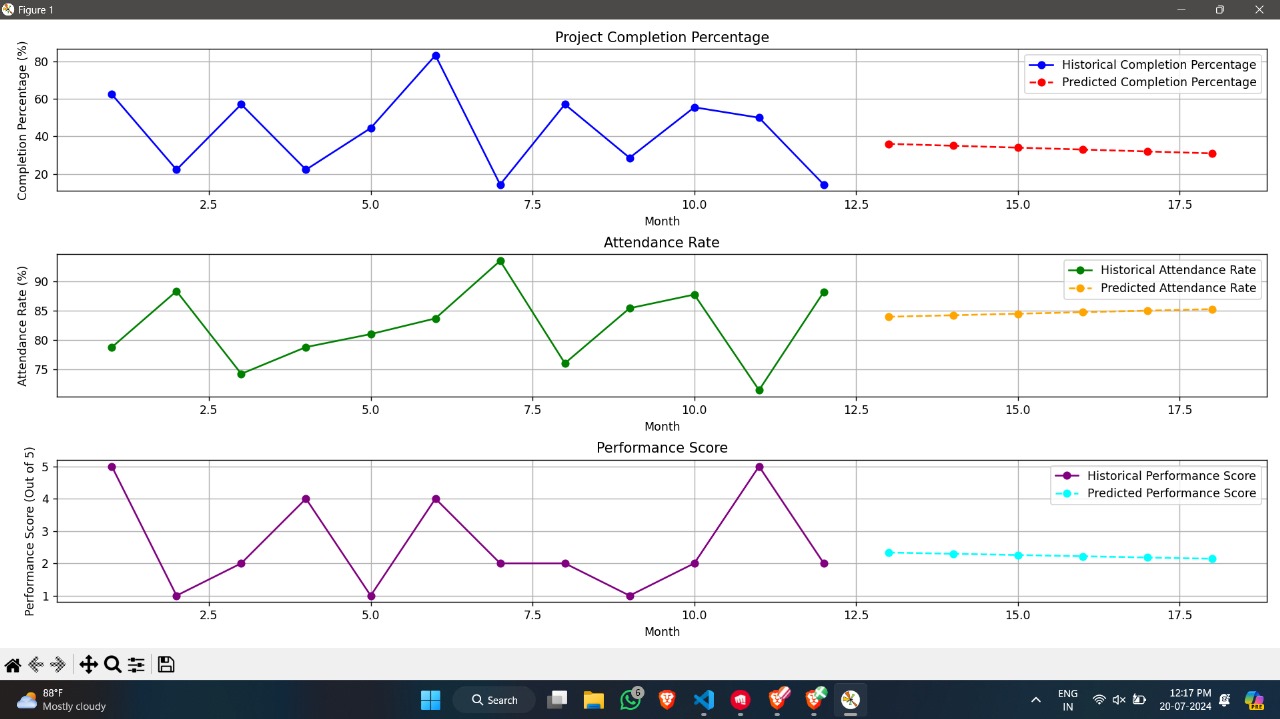 Figure 1
Project Completion Percentage
Completion Percentage (%)
80
60
40
20
Historical Completion Percentage
Predicted Completion Percentage
2.5 5.0 7.5 10.0 12.5 15.0 17.5
Month
Attendance Rate
Attendance Rate (%)
90
85
80
75
Historical Attendance Rate
Predicted Attendance Rate
2.5 5.0 7.5 10.0 12.5 15.0 17.5
Month
Performance Score
Performance Score (Out of 5)
5
4
3
2
1
Historical Performance Score
Predicted Performance Score
2.5 5.0 7.5 10.0 12.5 15.0 17.5
Month
88°F
Mostly cloudy
Search
6
ENG
IN
12:17 PM
20-07-2024
PRE